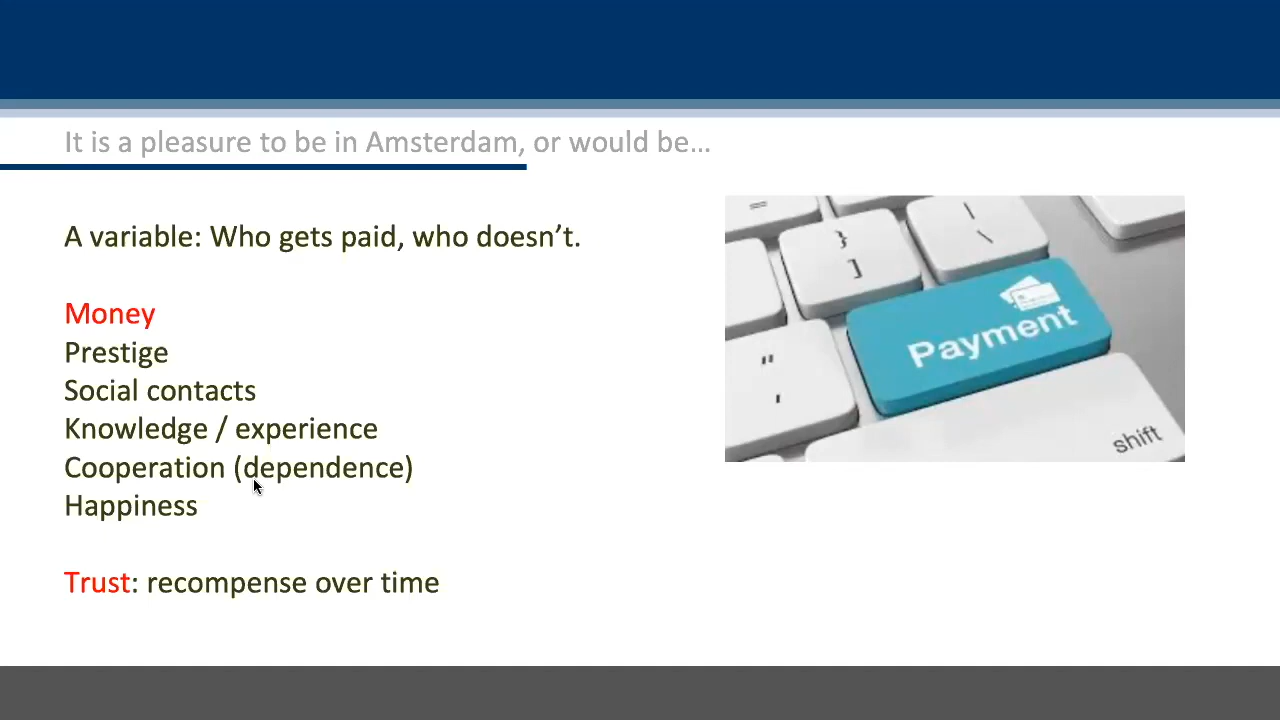 It is a pleasure to be in Amsterdam, or would be…
A variable: Who gets paid, who doesn’t.
Money
Prestige
Social contacts
Knowledge / experience
Cooperation (dependence)
Happiness
Trust: recompense over time
=
}
]
|
\
"
'
Payment
shift